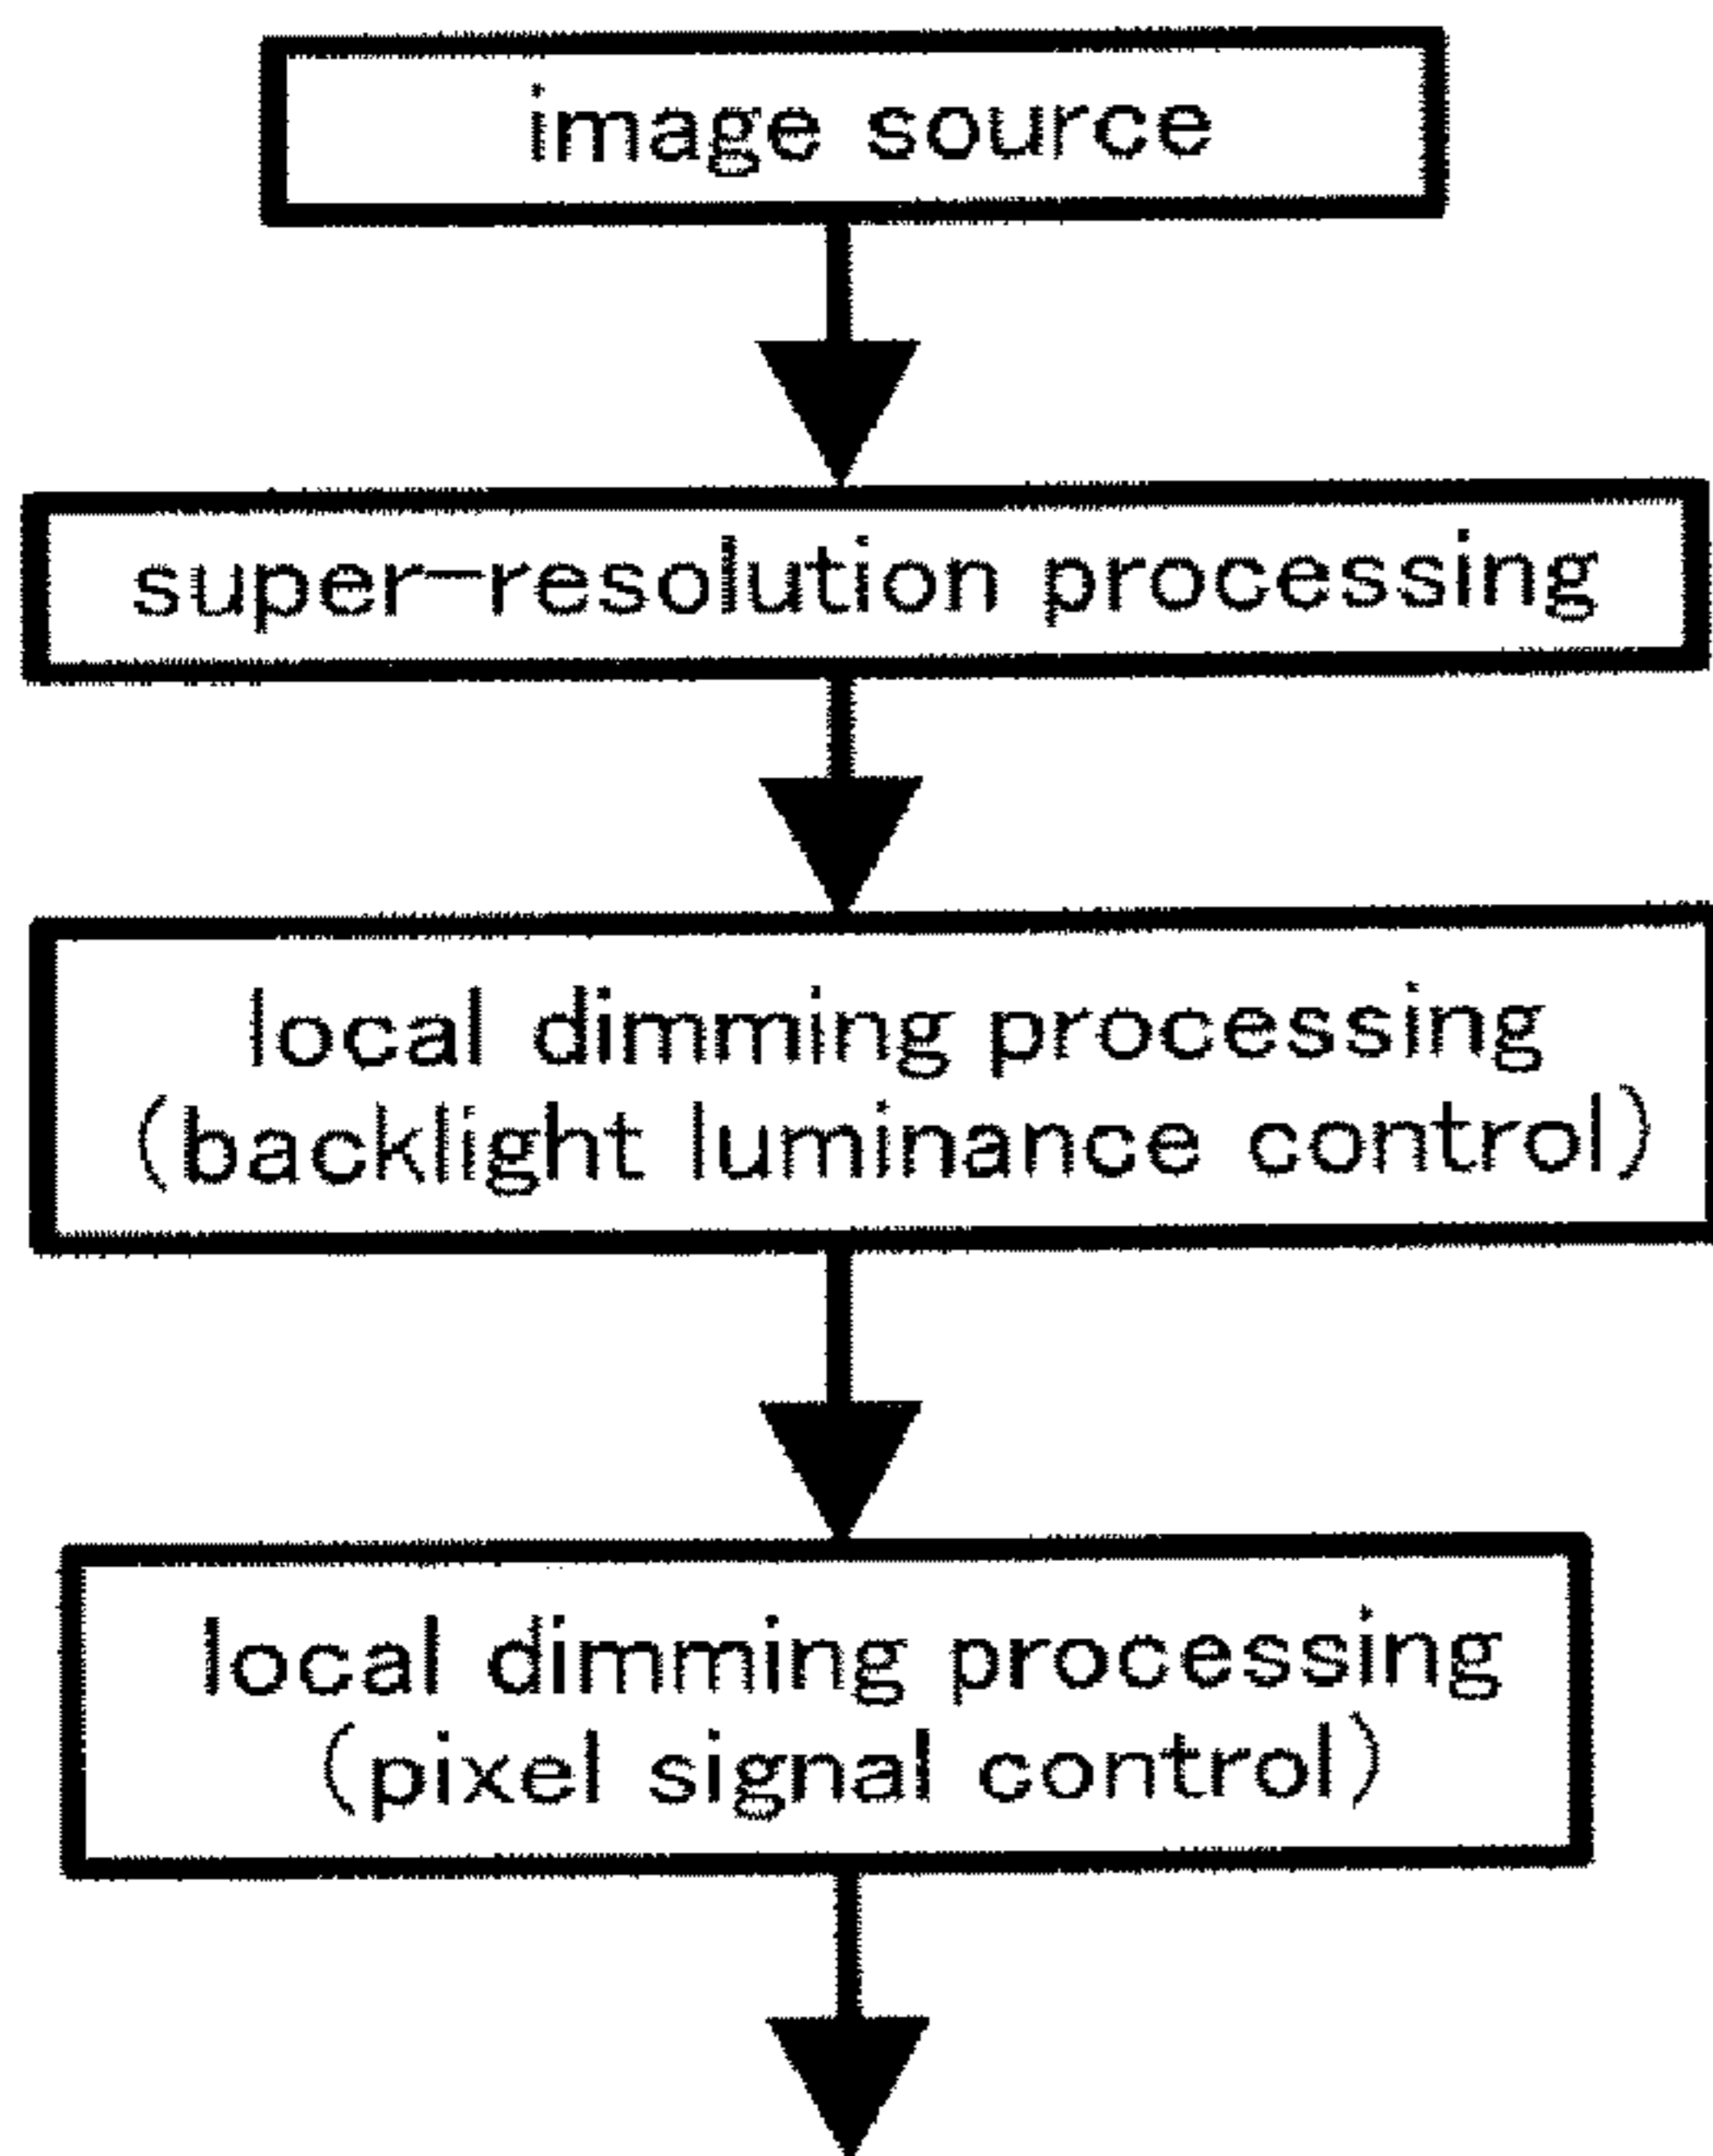 image source
super-resolution processing
local dimming processing
(backlight luminance control)
local dimming processing
(pixel signal control)